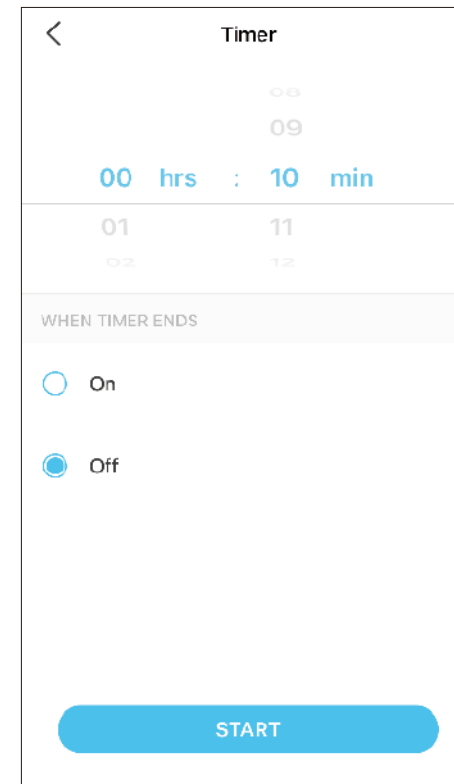 Timer
08
09
00 hrs : 10 min
01 11
02 12
WHEN TIMER ENDS
On
Off
START